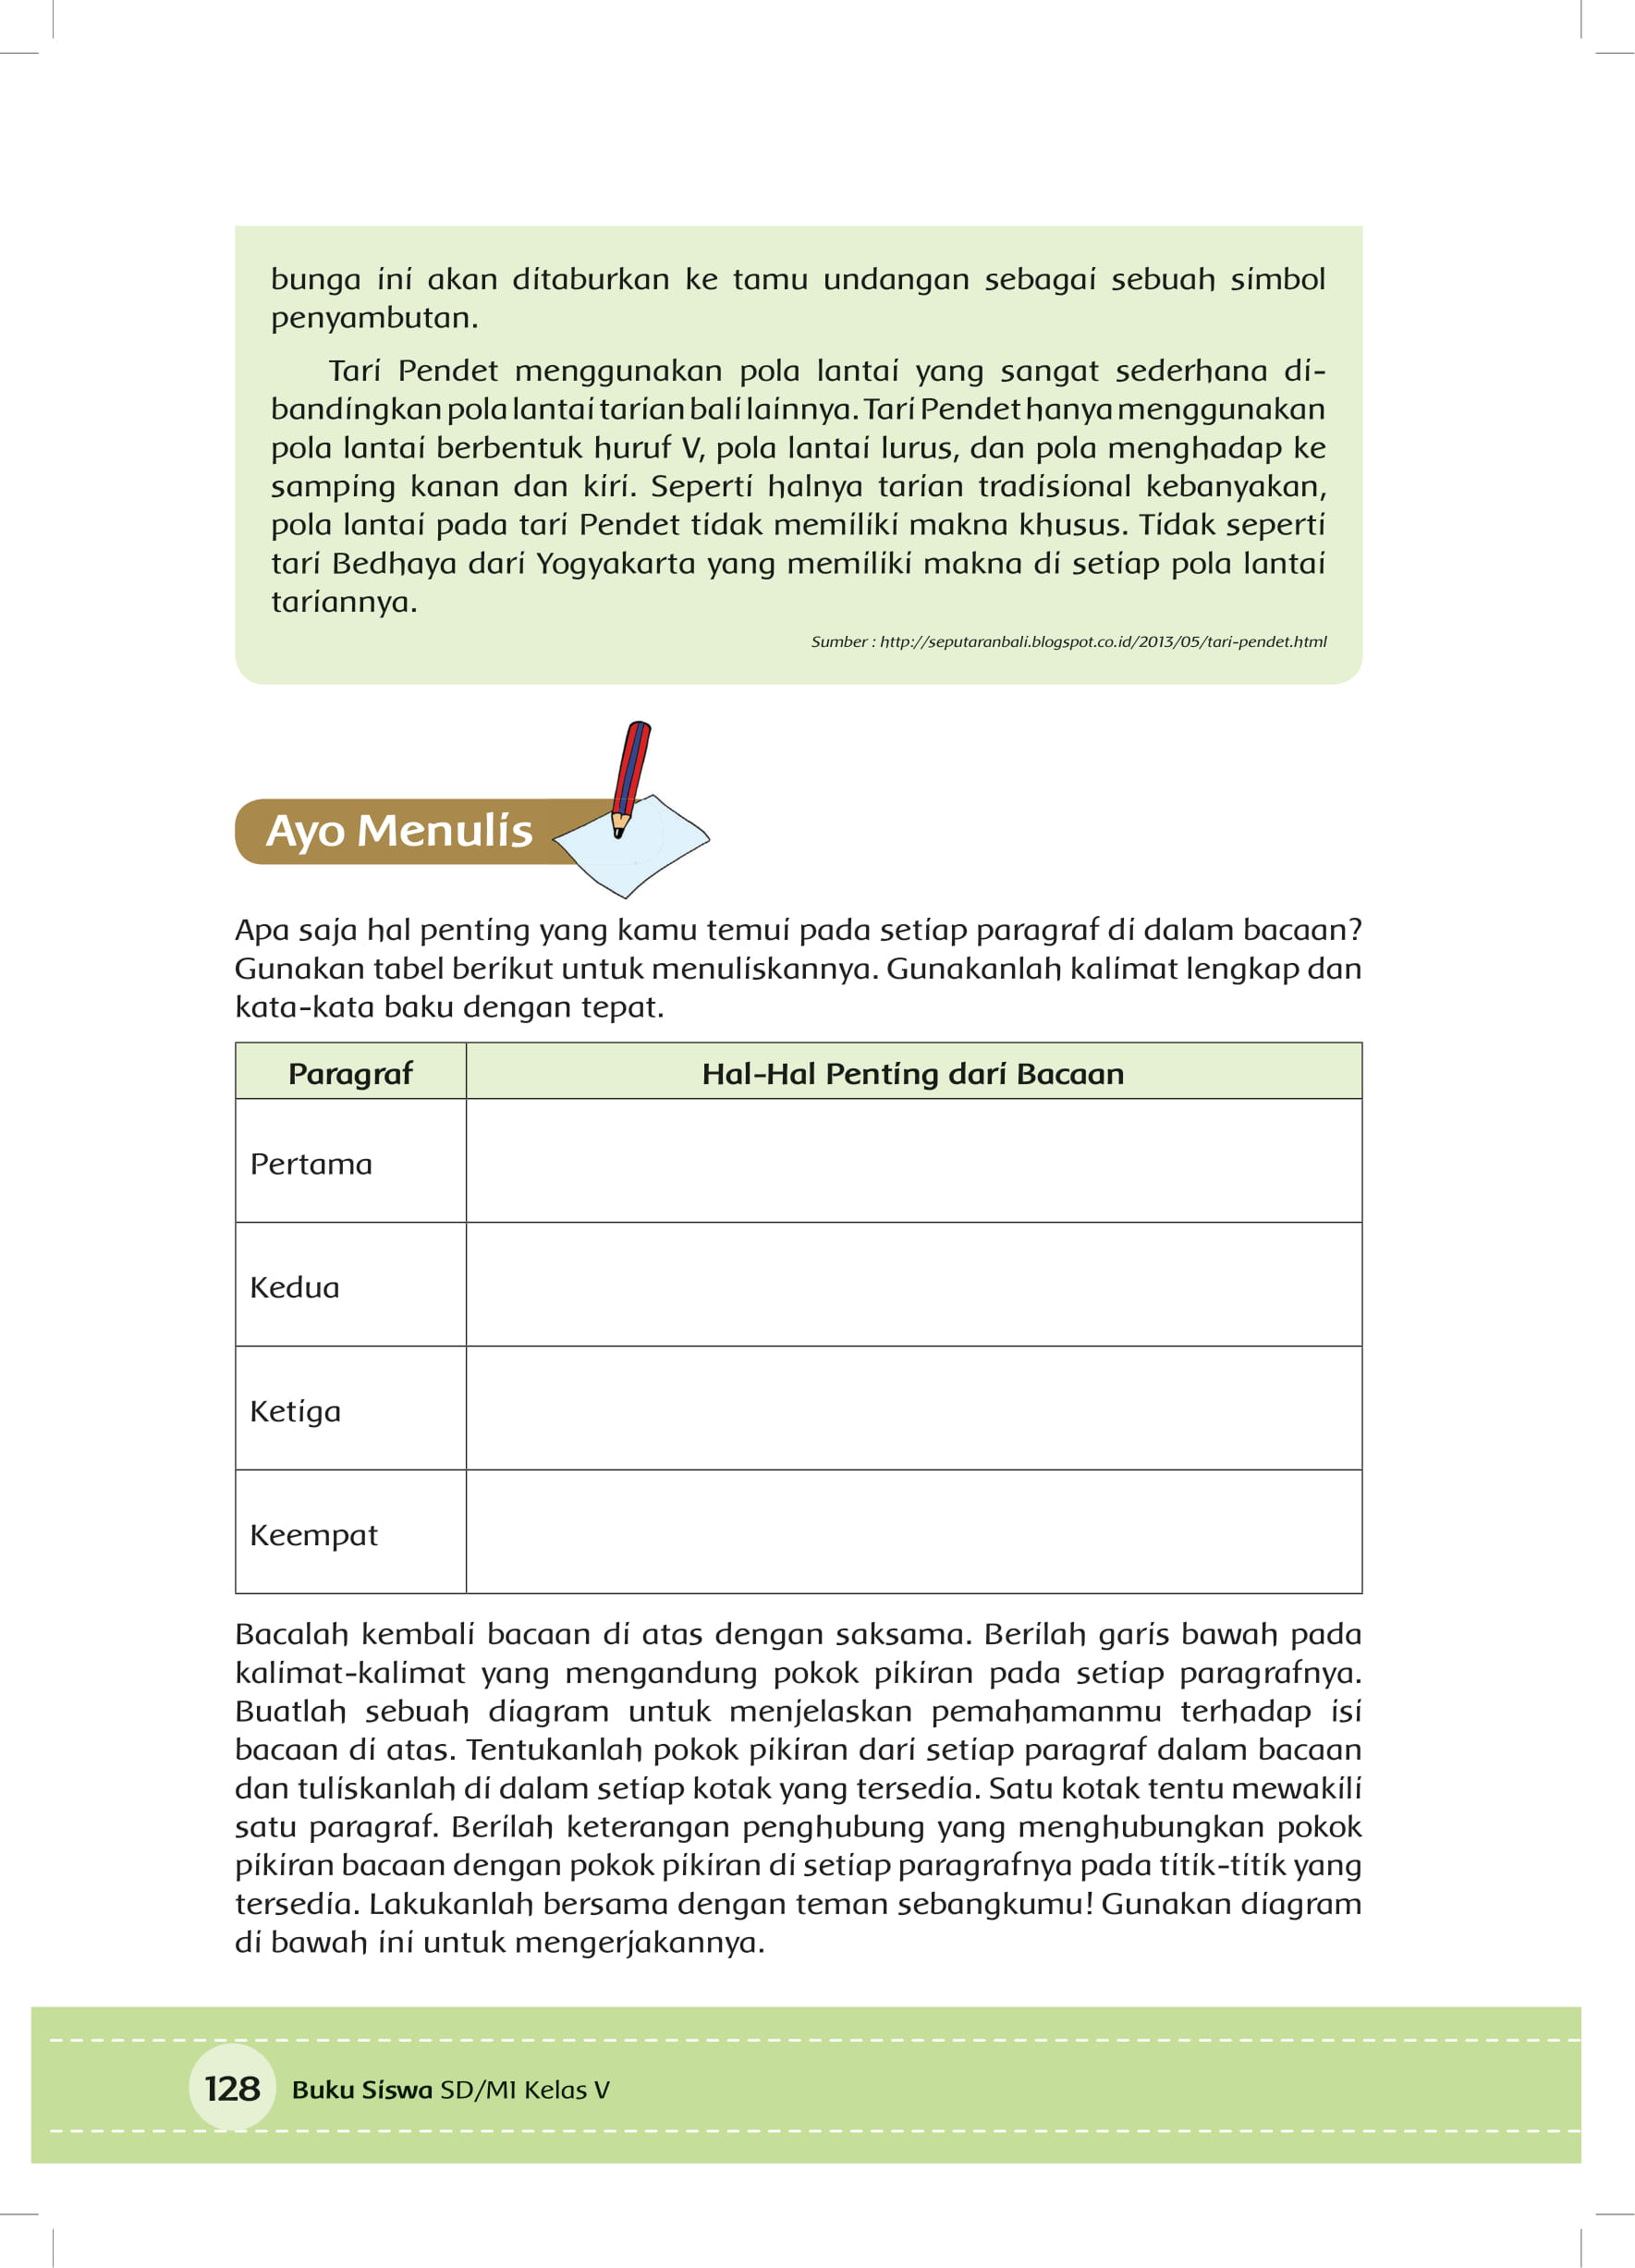 bunga ini akan ditaburkan ke tamu undangan sebagai sebuah simbol
penyambutan.
Tari Pendet menggunakan pola lantai yang sangat sederhana di-
bandingkan pola lantai tarian bali lainnya. Tari Pendet hanya menggunakan
pola lantai berbentuk huruf V, pola lantai lurus, dan pola menghadap ke
samping kanan dan kiri. Seperti halnya tarian tradisional kebanyakan,
pola lantai pada tari Pendet tidak memiliki makna khusus. Tidak seperti
tari Bedhaya dari Yogyakarta yang memiliki makna di setiap pola lantai
tariannya.
Sumber : http://seputaranbali.blogspot.co.id/2013/05/tari-pendet.html
Ayo Menulis
Apa saja hal penting yang kamu temui pada setiap paragraf di dalam bacaan?
Gunakan tabel berikut untuk menuliskannya. Gunakanlah kalimat lengkap dan
kata-kata baku dengan tepat.
Paragraf Hal-Hal Penting dari Bacaan
Pertama
Kedua
Ketiga
Keempat
Bacalah kembali bacaan di atas dengan saksama. Berilah garis bawah pada
kalimat-kalimat yang mengandung pokok pikiran pada setiap paragrafnya.
Buatlah sebuah diagram untuk menjelaskan pemahamanmu terhadap isi
bacaan di atas. Tentukanlah pokok pikiran dari setiap paragraf dalam bacaan
dan tuliskanlah di dalam setiap kotak yang tersedia. Satu kotak tentu mewakili
satu paragraf. Berilah keterangan penghubung yang menghubungkan pokok
pikiran bacaan dengan pokok pikiran di setiap paragrafnya pada titik-titik yang
tersedia. Lakukanlah bersama dengan teman sebangkumu! Gunakan diagram
di bawah ini untuk mengerjakannya.
128 Buku Siswa SD/MI Kelas V